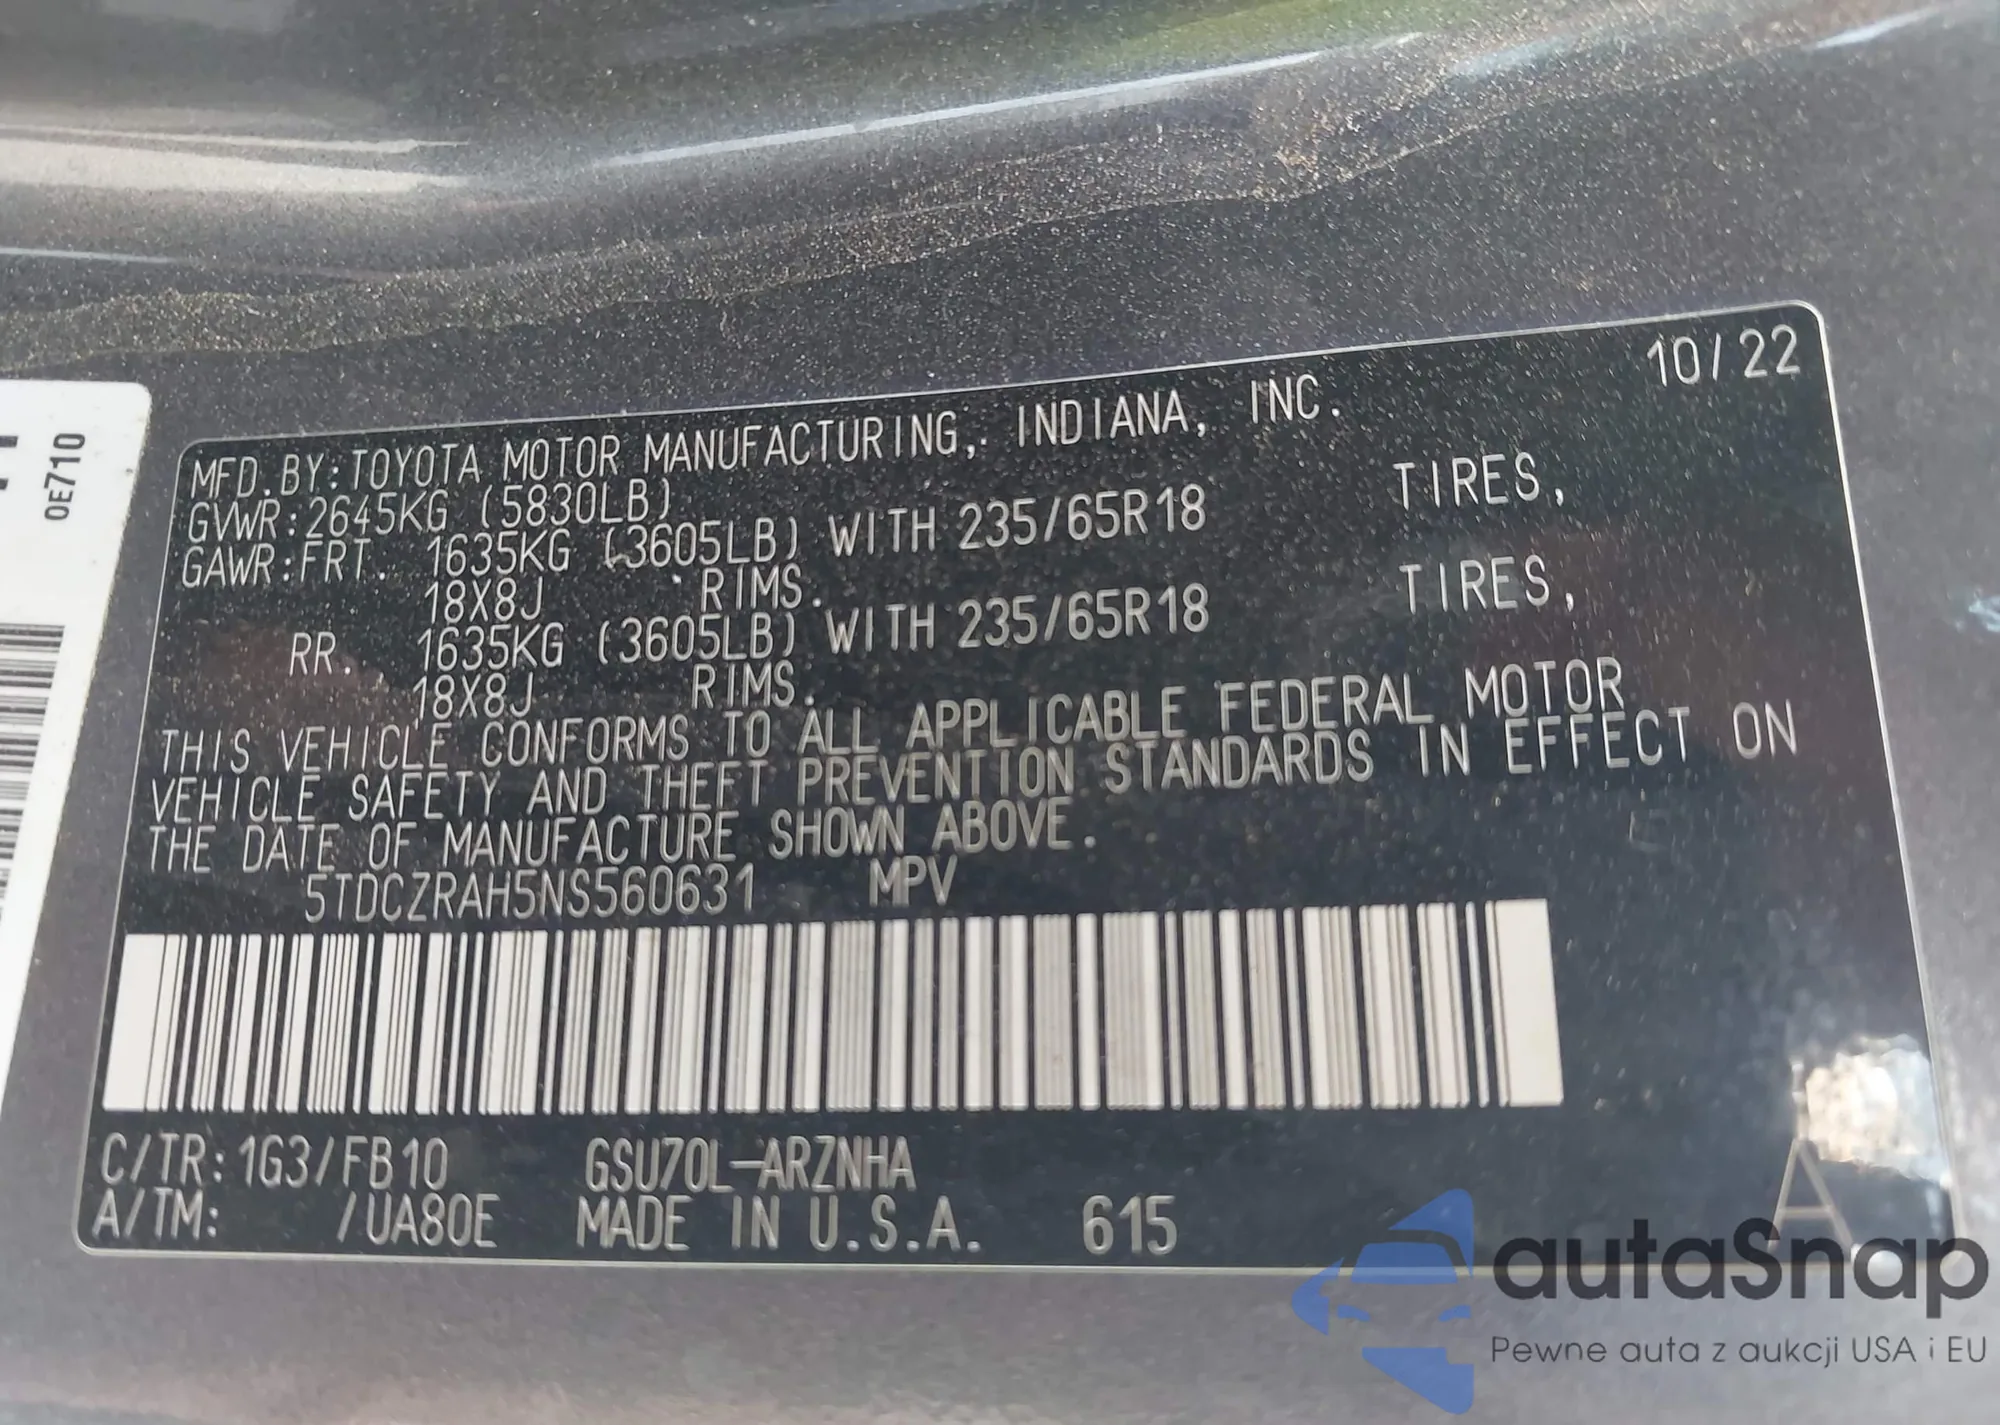 10/22
MFD.BY:TOYOTA MOTOR MANUFACTURING, INDIANA, INC.
GVWR:2645KG (5830LB)
GAWR:FRT. 1635KG (3605LB) WITH 235/65R18 TIRES,
18X8J RIMS.
RR. 1635KG (3605LB) WITH 235/65R18 TIRES,
18X8J RIMS.
THIS VEHICLE CONFORMS TO ALL APPLICABLE FEDERAL MOTOR
VEHICLE SAFETY AND THEFT PREVENTION STANDARDS IN EFFECT ON
THE DATE OF MANUFACTURE SHOWN ABOVE.
5TDCZRAH5NS560631 MPV
C/TR:1G3/FB10 GSU70L-ARZNHA
A/TM: /UA80E MADE IN U.S.A. 615
A
0E710
autaSnap
Pewne auta z aukcji USA i EU